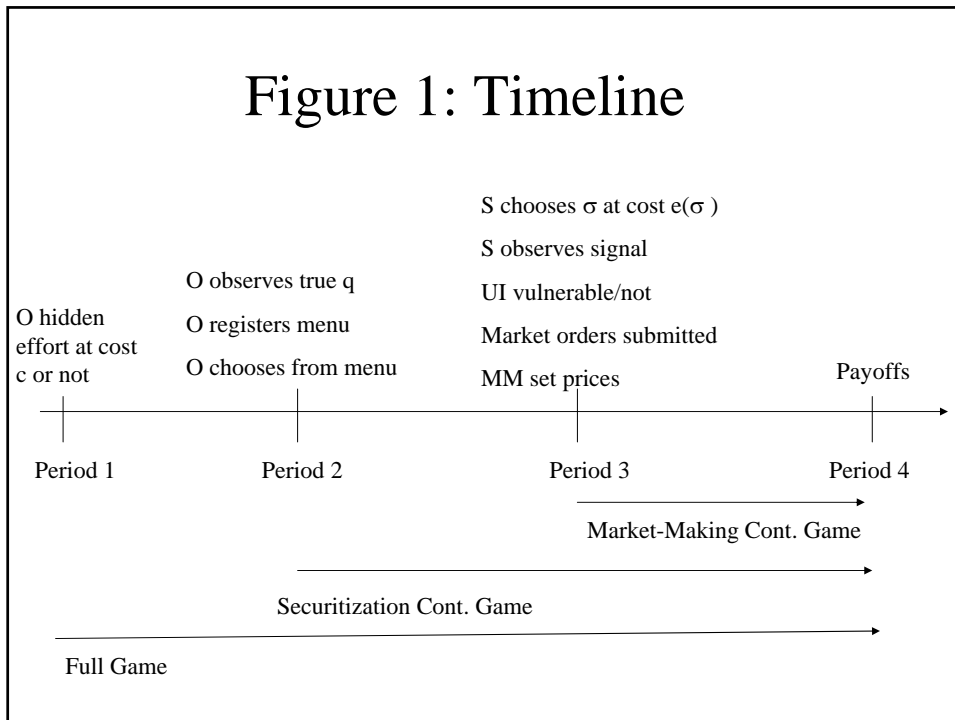 Figure 1: Timeline
O hidden
effort at cost
c or not
O observes true q
O registers menu
O chooses from menu
S chooses σ at cost e(σ )
S observes signal
UI vulnerable/not
Market orders submitted
MM set prices
Payoffs
Period 1
Period 2
Period 3
Period 4
Market-Making Cont. Game
Securitization Cont. Game
Full Game